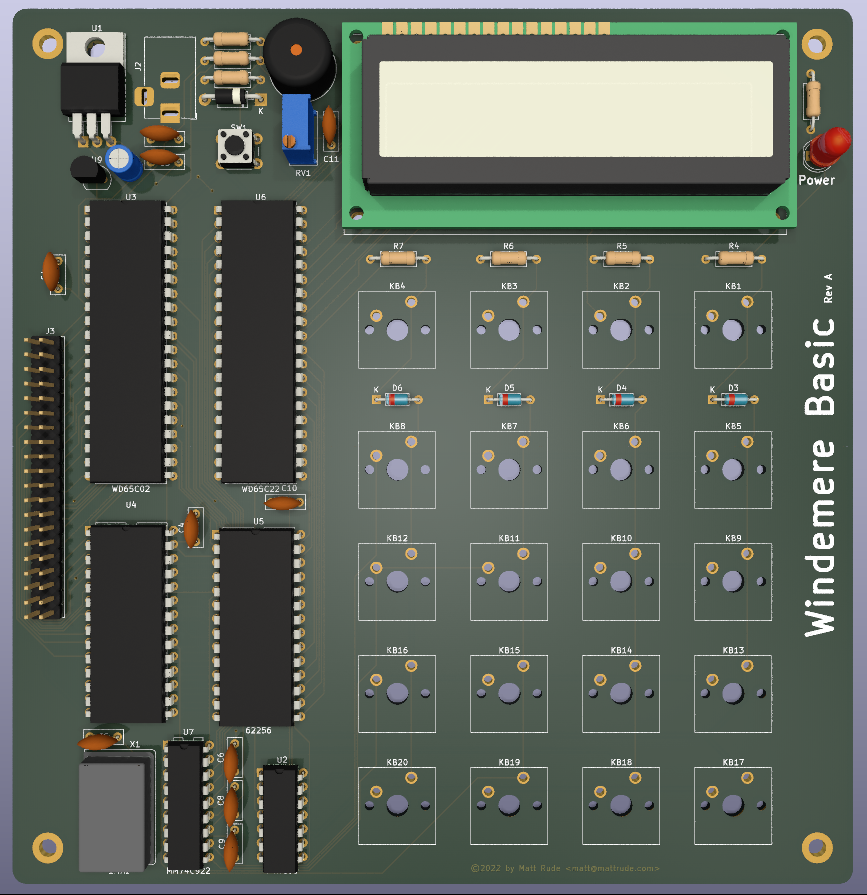 U1
J2
K
SW1
C11
RV1
U9
Power
U3
U6
R7
R6
R5
R4
Rev A
KB4
KB3
KB2
KB1
J3
K
D6
K
D5
K
D4
K
D3
KB8
KB7
KB6
KB5
WD65C02
WD65C22
C10
U4
U5
Windemere Basic
KB12
KB11
KB10
KB9
KB16
KB15
KB14
KB13
62256
X1
U7
C6
U2
C8
C9
KB20
KB19
KB18
KB17
MM74C922
©2022 by Matt Rude <matt@mattrude.com>